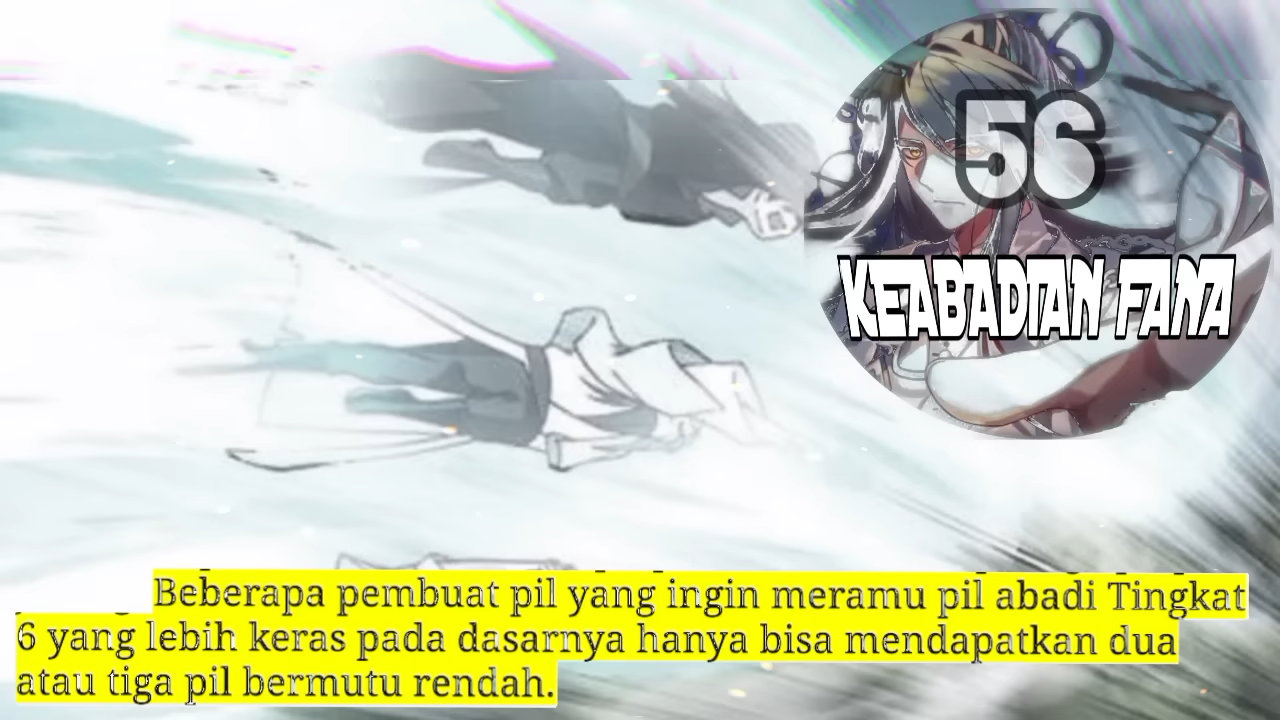 56
KEABADIAN FANA
Beberapa pembuat pil yang ingin meramu pil abadi Tingkat
6 yang lebih keras pada dasarnya hanya bisa mendapatkan dua
atau tiga pil bermutu rendah.